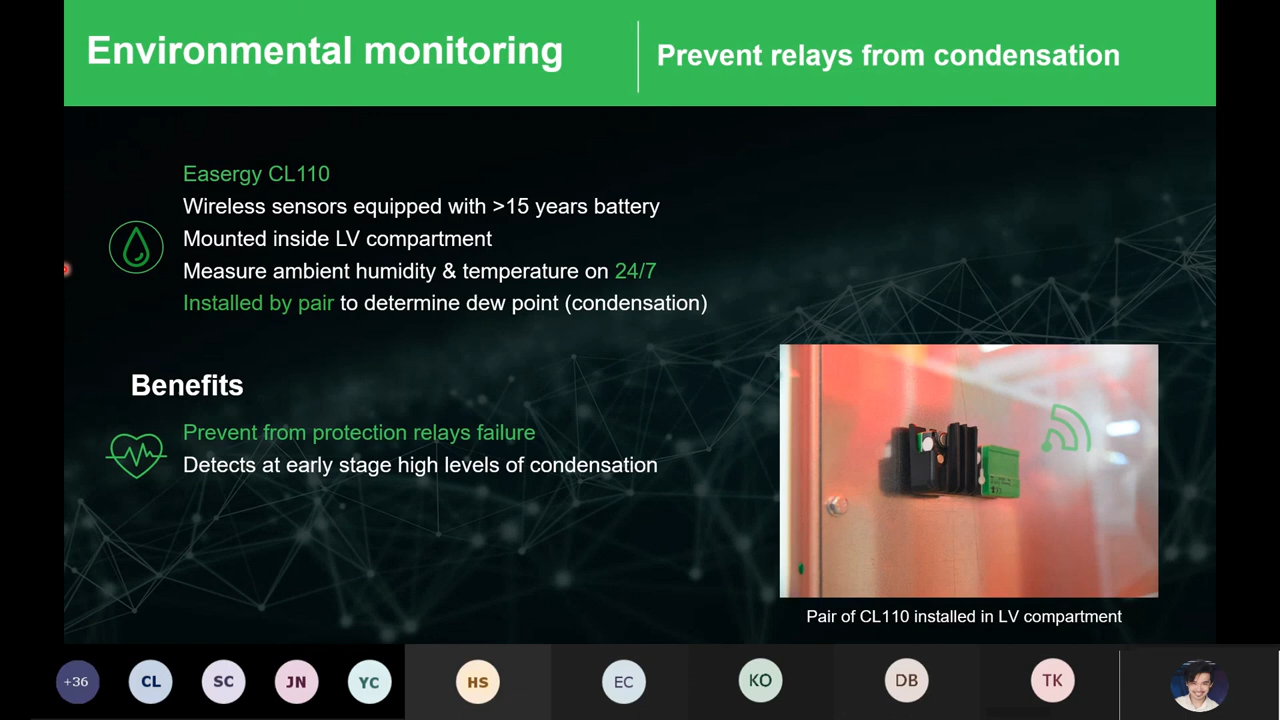 Environmental monitoring
Prevent relays from condensation
Easergy CL110
Wireless sensors equipped with >15 years battery
Mounted inside LV compartment
Measure ambient humidity & temperature on 24/7
Installed by pair to determine dew point (condensation)
Benefits
Prevent from protection relays failure
Detects at early stage high levels of condensation
Pair of CL110 installed in LV compartment
+36
CL
SC
JN
YC
HS
EC
KO
DB
TK